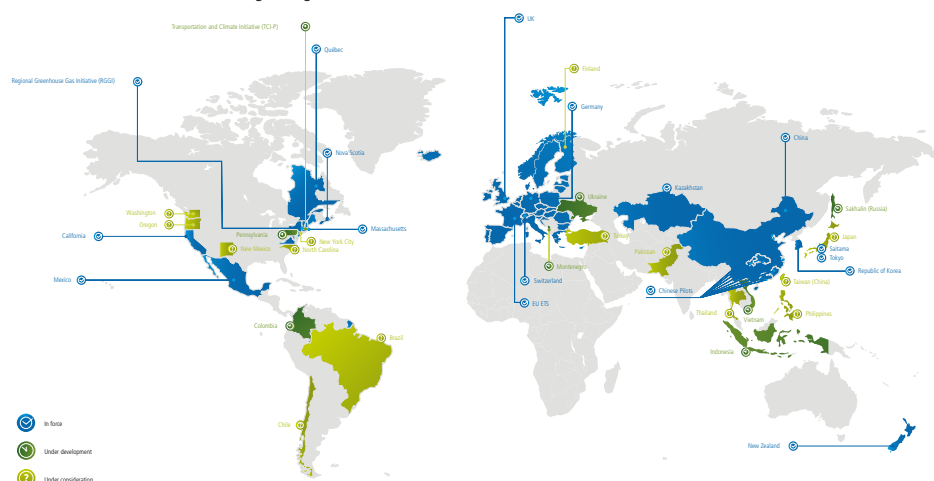 UK
Transportation and Climate Initiative (TCI-P)
Québec
Finland
Regional Greenhouse Gas Initiative (RGGI)
Germany
China
Nova Scotia
Kazakhstan
Ukraine
Sakhalin (Russia)
Washington
Oregon
Massachusetts
California
Pennsylvania
New York City
Turkey
Japan
New Mexico
North Carolina
Pakistan
Saitama
Tokyo
Montenegro
Republic of Korea
Mexico
Switzerland
Taiwan (China)
Chinese Pilots
EU ETS
Thailand
Vietnam
Philippines
Colombia
Brazil
Indonesia
Chile
In force
New Zealand
Under development
Under consideration